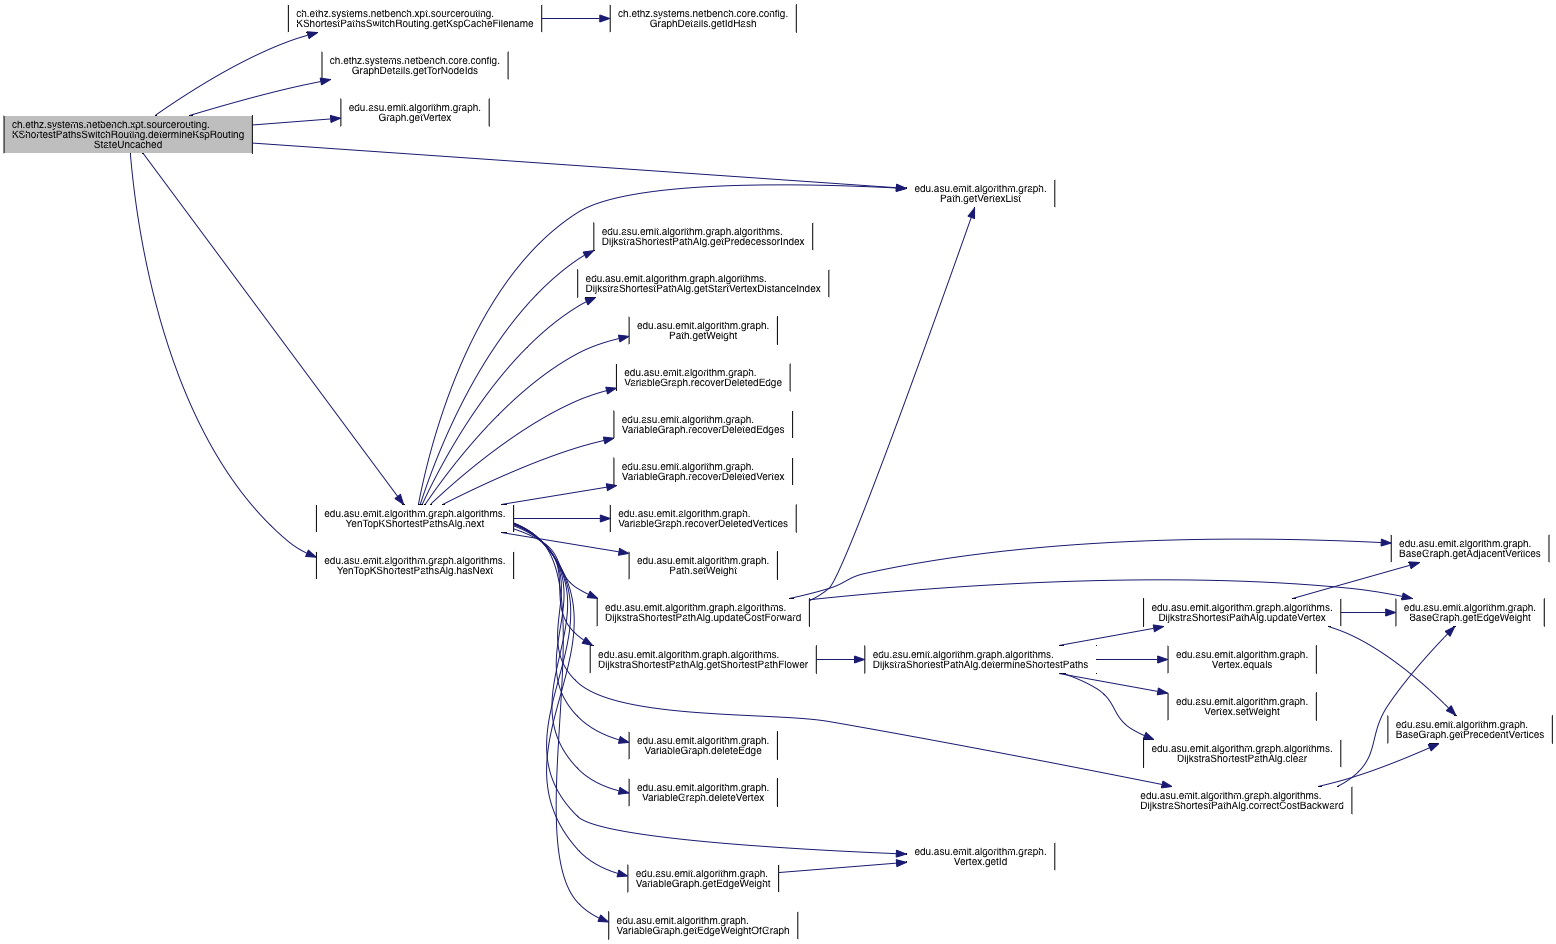 ch.ethz.systems.netbench.xpt.sourcerouting.
KShortestPathsSwitchRouting.getKspCacheFilename
ch.ethz.systems.netbench.core.config.
GraphDetails.getIdHash
ch.ethz.systems.netbench.core.config.
GraphDetails.getTorNodeIds
edu.asu.emit.algorithm.graph.
Graph.getVertex
ch.ethz.systems.netbench.xpt.sourcerouting.
KShortestPathsSwitchRouting.determineKspRouting
StateUncached
edu.asu.emit.algorithm.graph.
Path.getVertexList
edu.asu.emit.algorithm.graph.algorithms.
DijkstraShortestPathAlg.getPredecessorIndex
edu.asu.emit.algorithm.graph.algorithms.
DijkstraShortestPathAlg.getStartVertexDistanceIndex
edu.asu.emit.algorithm.graph.
Path.getWeight
edu.asu.emit.algorithm.graph.
VariableGraph.recoverDeletedEdge
edu.asu.emit.algorithm.graph.
VariableGraph.recoverDeletedEdges
edu.asu.emit.algorithm.graph.
VariableGraph.recoverDeletedVertex
edu.asu.emit.algorithm.graph.algorithms.
YenTopKShortestPathsAlg.next
edu.asu.emit.algorithm.graph.
VariableGraph.recoverDeletedVertices
edu.asu.emit.algorithm.graph.algorithms.
YenTopKShortestPathsAlg.hasNext
edu.asu.emit.algorithm.graph.
Path.setWeight
edu.asu.emit.algorithm.graph.
BaseGraph.getAdjacentVertices
edu.asu.emit.algorithm.graph.algorithms.
DijkstraShortestPathAlg.updateCostForward
edu.asu.emit.algorithm.graph.algorithms.
DijkstraShortestPathAlg.updateVertex
edu.asu.emit.algorithm.graph.
BaseGraph.getEdgeWeight
edu.asu.emit.algorithm.graph.algorithms.
DijkstraShortestPathAlg.getShortestPathFlower
edu.asu.emit.algorithm.graph.algorithms.
DijkstraShortestPathAlg.determineShortestPaths
edu.asu.emit.algorithm.graph.
Vertex.equals
edu.asu.emit.algorithm.graph.
Vertex.setWeight
edu.asu.emit.algorithm.graph.
BaseGraph.getPrecedentVertices
edu.asu.emit.algorithm.graph.
VariableGraph.deleteEdge
edu.asu.emit.algorithm.graph.algorithms.
DijkstraShortestPathAlg.clear
edu.asu.emit.algorithm.graph.
VariableGraph.deleteVertex
edu.asu.emit.algorithm.graph.algorithms.
DijkstraShortestPathAlg.correctCostBackward
edu.asu.emit.algorithm.graph.
Vertex.getId
edu.asu.emit.algorithm.graph.
VariableGraph.getEdgeWeight
edu.asu.emit.algorithm.graph.
VariableGraph.getEdgeWeightOfGraph